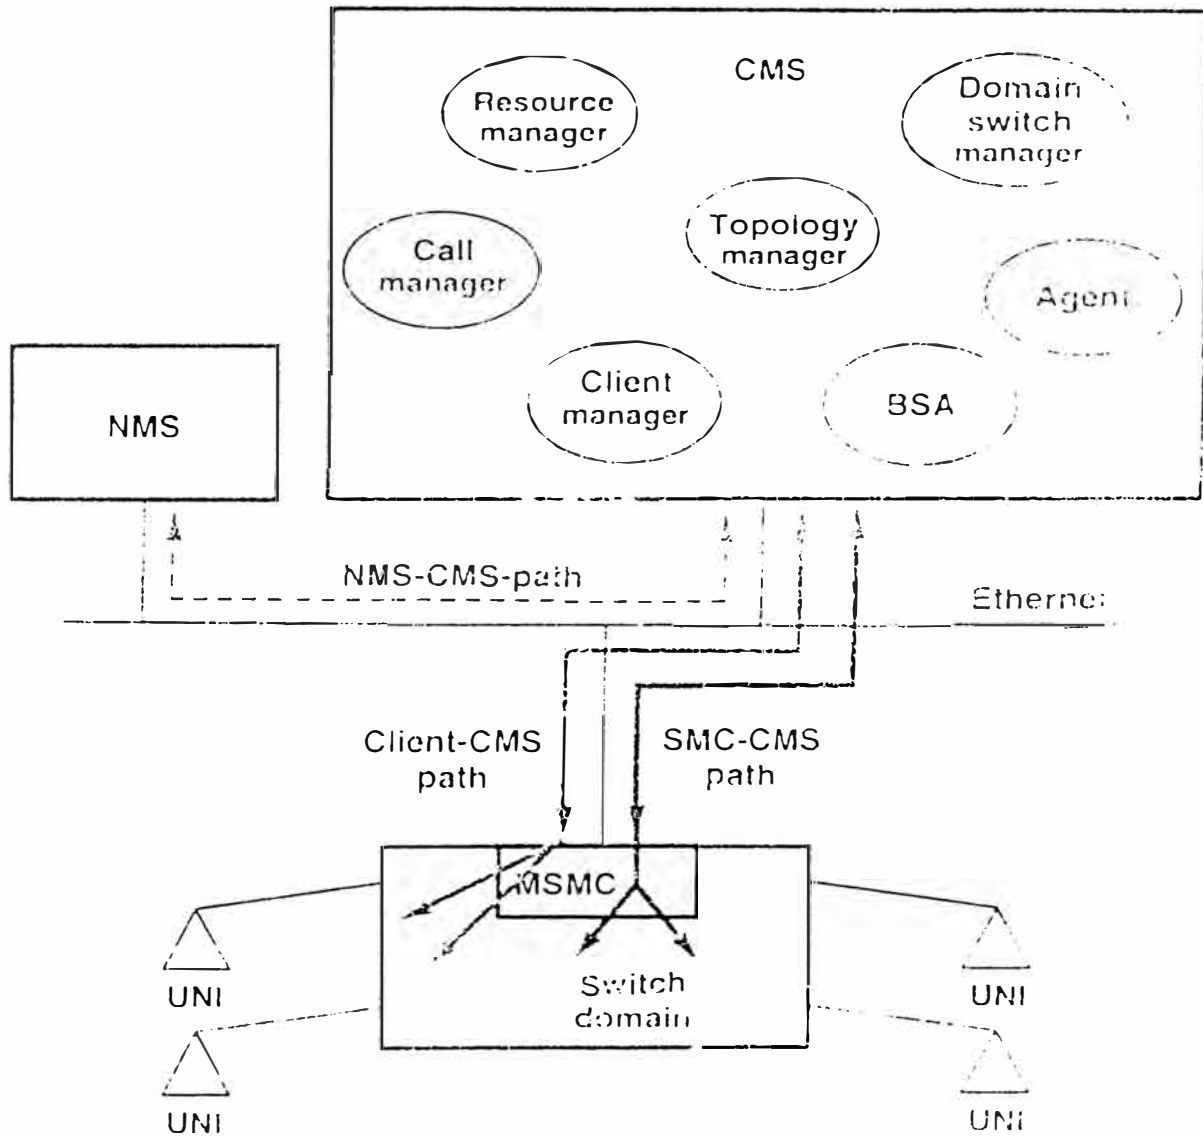 CMS
Resource
manager
Domain
switch
manager
Topology
manager
Call
manager
Agent
Client
manager
BSA
NMS
NMS-CMS-path
Ethernet
Client-CMS
path
SMC-CMS
path
MSMC
Switch
domain
UNI
UNI
UNI
UNI